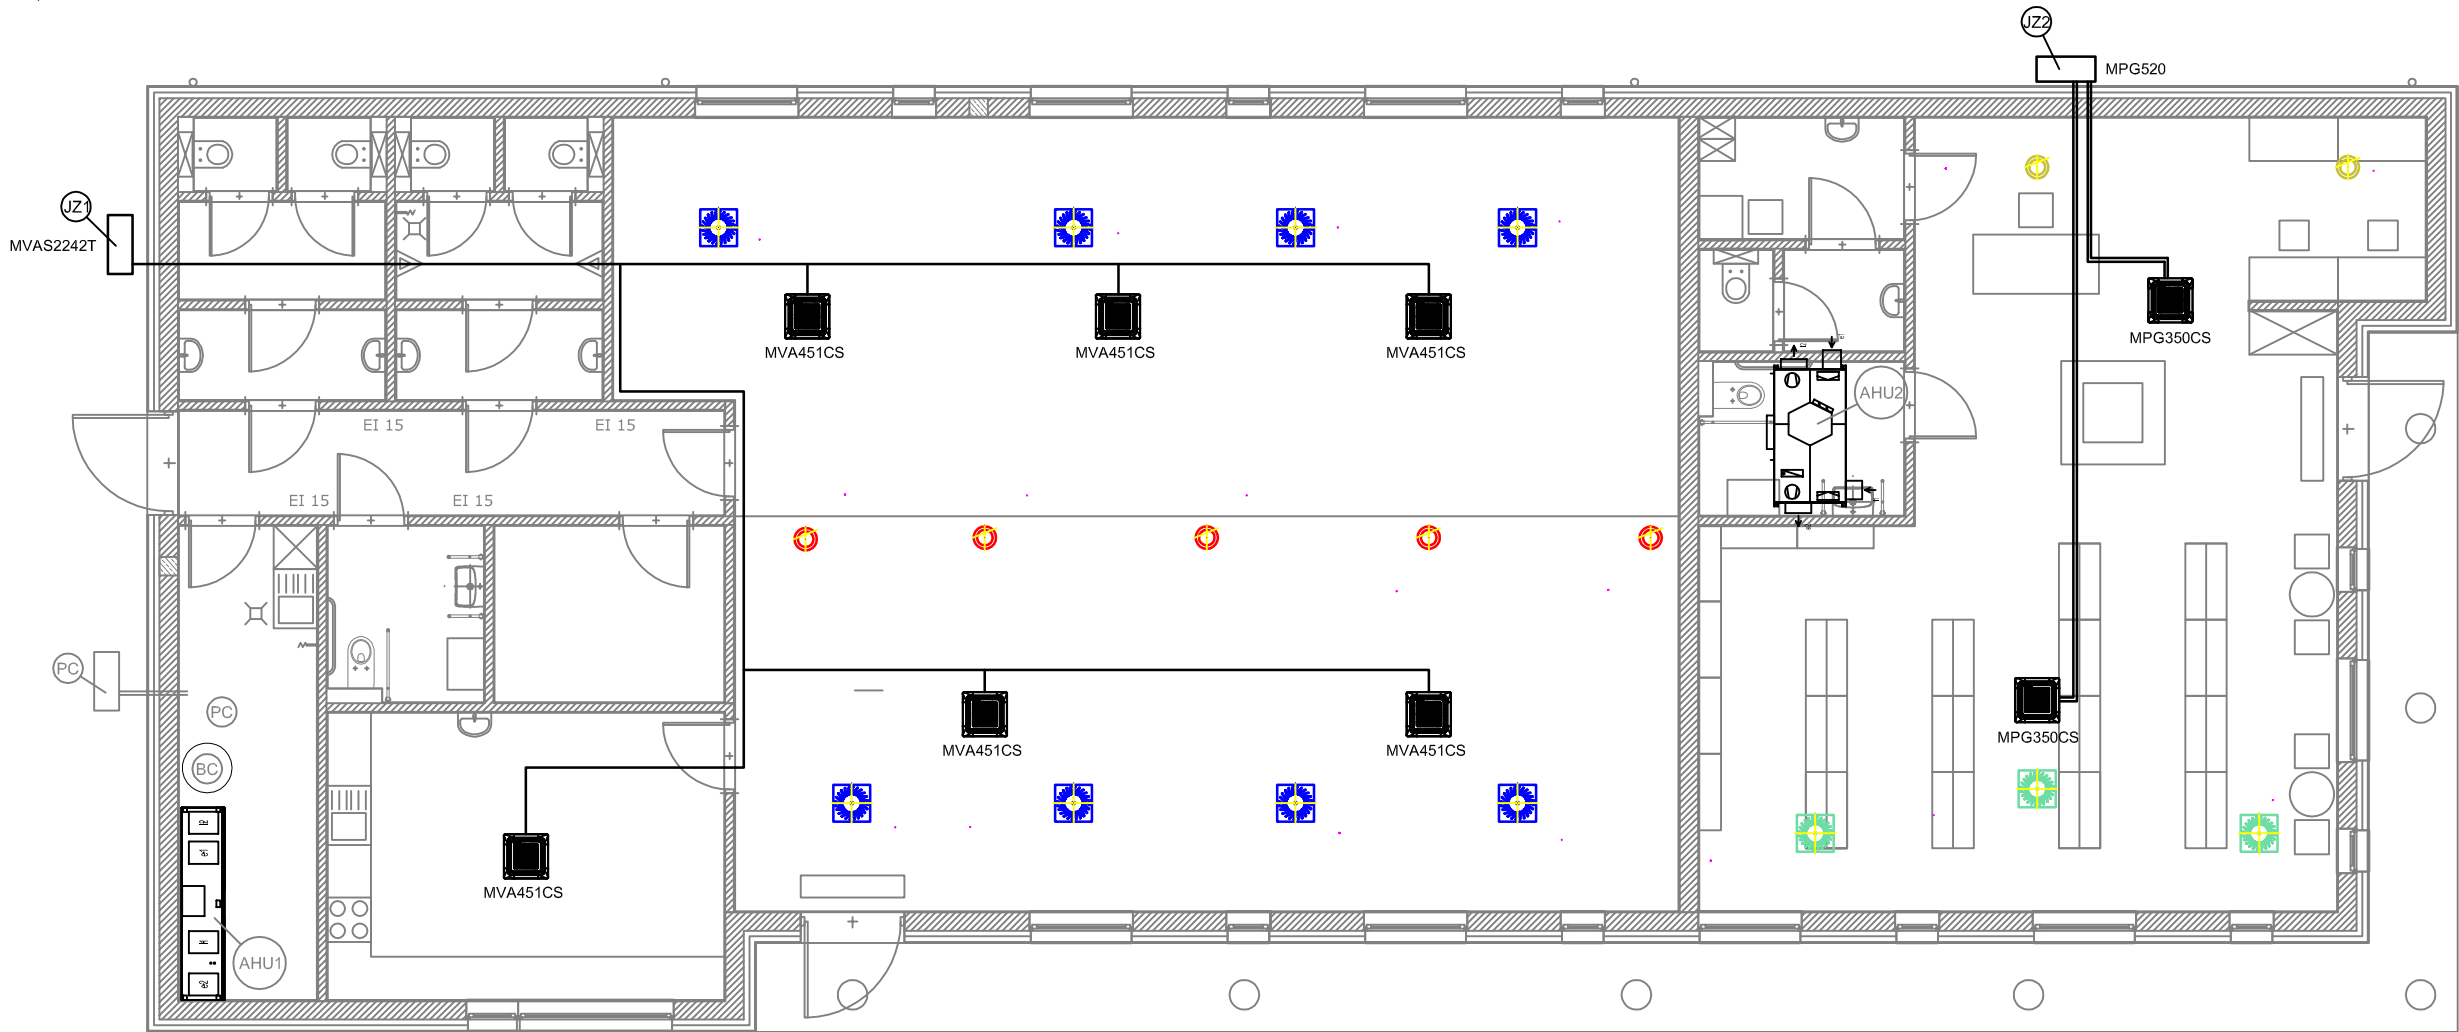 JZ2
MPG520
JZ1
MVAS2242T
MVA451CS
MVA451CS
MVA451CS
MPG350CS
AHU2
EI 15
EI 15
EI 15
EI 15
PC
PC
BC
MVA451CS
MVA451CS
MPG350CS
MVA451CS
AHU1